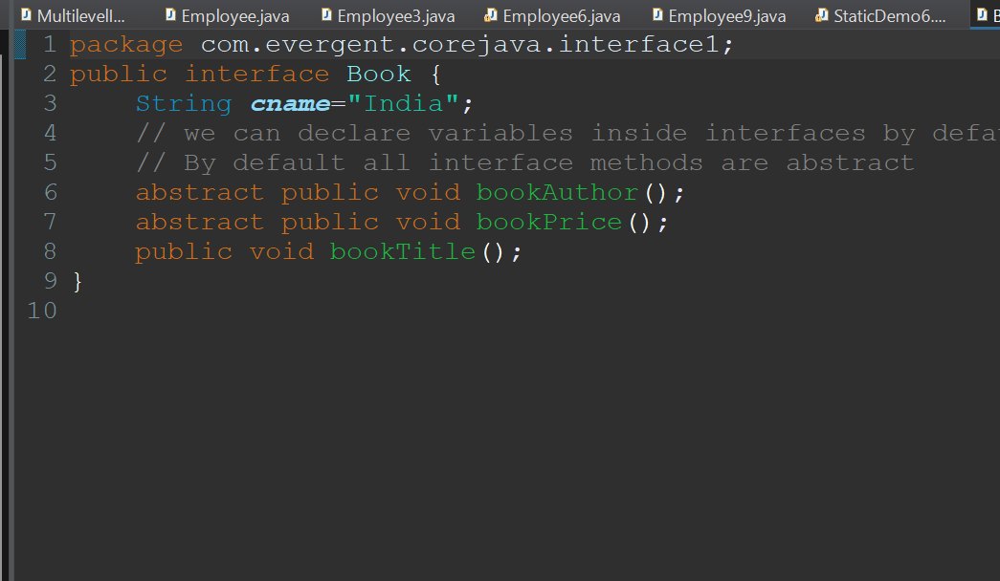 MultilevelI... Employee.java Employee3.java Employee6.java Employee9.java StaticDemo6.... B
1 package com.evergent.corejava.interface1;
2 public interface Book {
3 String cname="India";
4 // we can declare variables inside interfaces by defa
5 // By default all interface methods are abstract
6 abstract public void bookAuthor();
7 abstract public void bookPrice();
8 public void bookTitle();
9 }
10